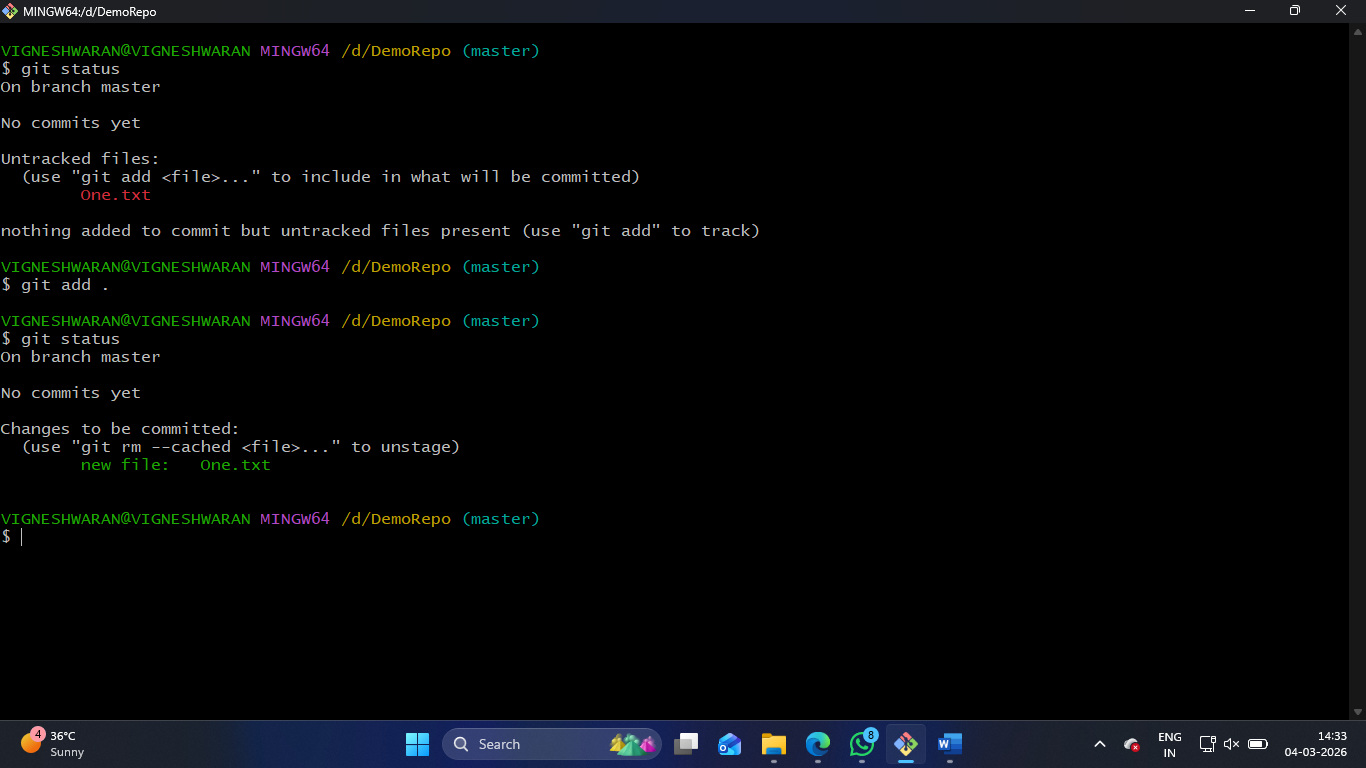 MINGW64:/d/DemoRepo
VIGNESHWARAN@VIGNESHWARAN MINGW64 /d/DemoRepo (master)
$ git status
On branch master
No commits yet
Untracked files:
(use "git add <file>..." to include in what will be committed)
One.txt
nothing added to commit but untracked files present (use "git add" to track)
VIGNESHWARAN@VIGNESHWARAN MINGW64 /d/DemoRepo (master)
$ git add .
VIGNESHWARAN@VIGNESHWARAN MINGW64 /d/DemoRepo (master)
$ git status
On branch master
No commits yet
Changes to be committed:
(use "git rm --cached <file>..." to unstage)
new file:   One.txt
VIGNESHWARAN@VIGNESHWARAN MINGW64 /d/DemoRepo (master)
$
4
36°C
Sunny
Search
8
ENG
IN
14:33
04-03-2026